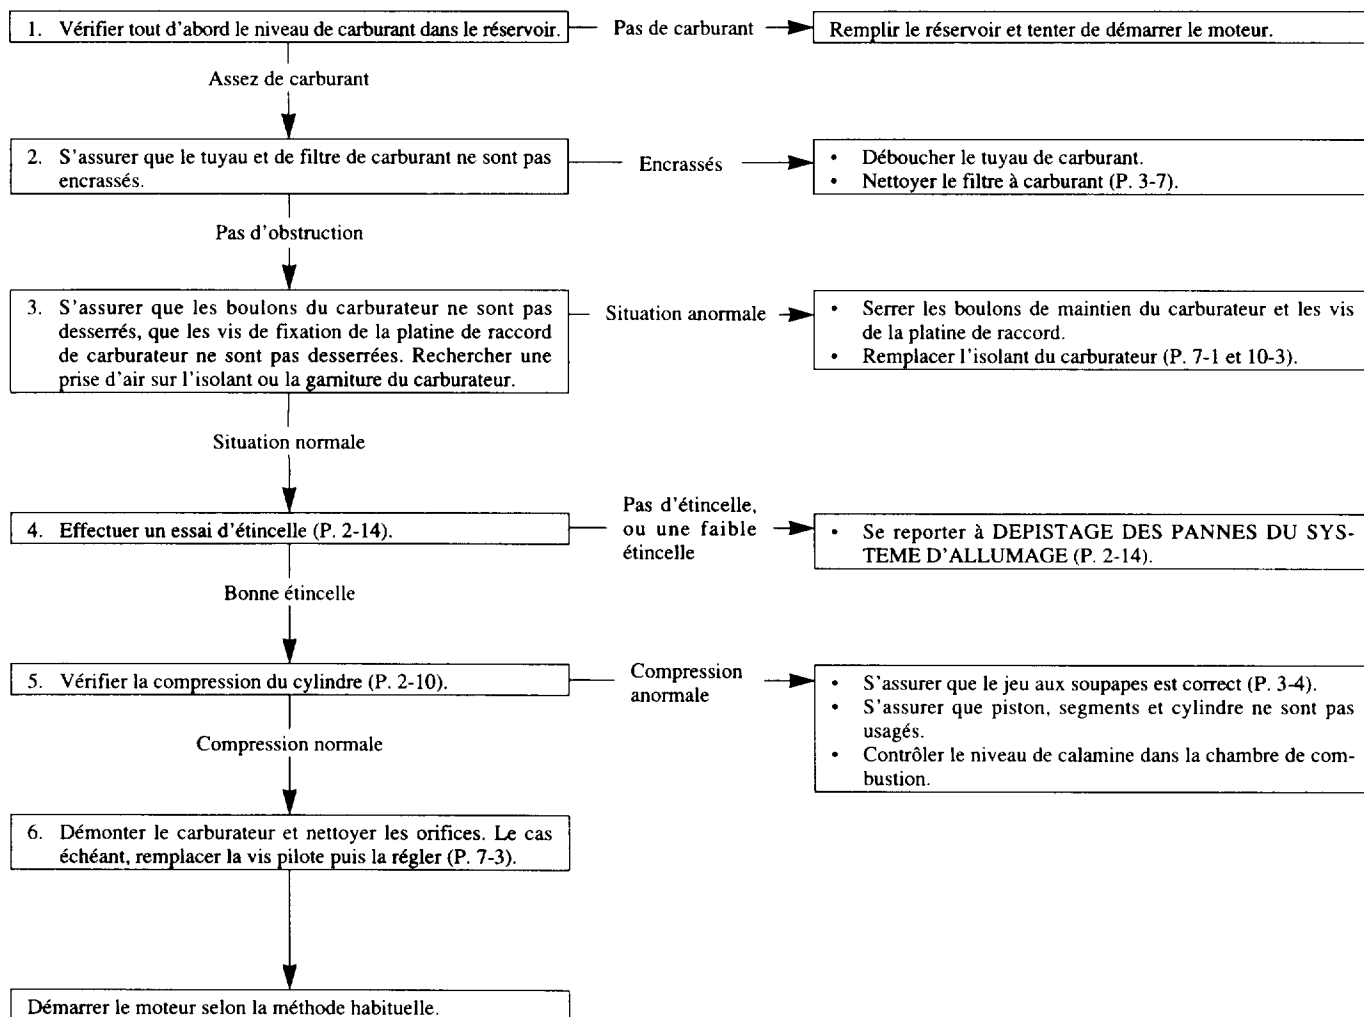 1. Vérifier tout d'abord le niveau de carburant dans le réservoir.
Pas de carburant
Remplir le réservoir et tenter de démarrer le moteur.
Assez de carburant
2. S'assurer que le tuyau et de filtre de carburant ne sont pas
encrassés.
Encrassés
• Déboucher le tuyau de carburant.
• Nettoyer le filtre à carburant (P. 3-7).
Pas d'obstruction
3. S'assurer que les boulons du carburateur ne sont pas
desserrés, que les vis de fixation de la platine de raccord
de carburateur ne sont pas desserrées. Rechercher une
prise d'air sur l'isolant ou la garniture du carburateur.
Situation anormale
• Serrer les boulons de maintien du carburateur et les vis
de la platine de raccord.
• Remplacer l'isolant du carburateur (P. 7-1 et 10-3).
Situation normale
4. Effectuer un essai d'étincelle (P. 2-14).
Pas d'étincelle,
ou une faible
étincelle
• Se reporter à DEPISTAGE DES PANNES DU SYS-
TEME D'ALLUMAGE (P. 2-14).
Bonne étincelle
5. Vérifier la compression du cylindre (P. 2-10).
Compression
anormale
• S'assurer que le jeu aux soupapes est correct (P. 3-4).
• S'assurer que piston, segments et cylindre ne sont pas
usagés.
• Contrôler le niveau de calamine dans la chambre de com-
bustion.
Compression normale
6. Démonter le carburateur et nettoyer les orifices. Le cas
échéant, remplacer la vis pilote puis la régler (P. 7-3).
Démarrer le moteur selon la méthode habituelle.